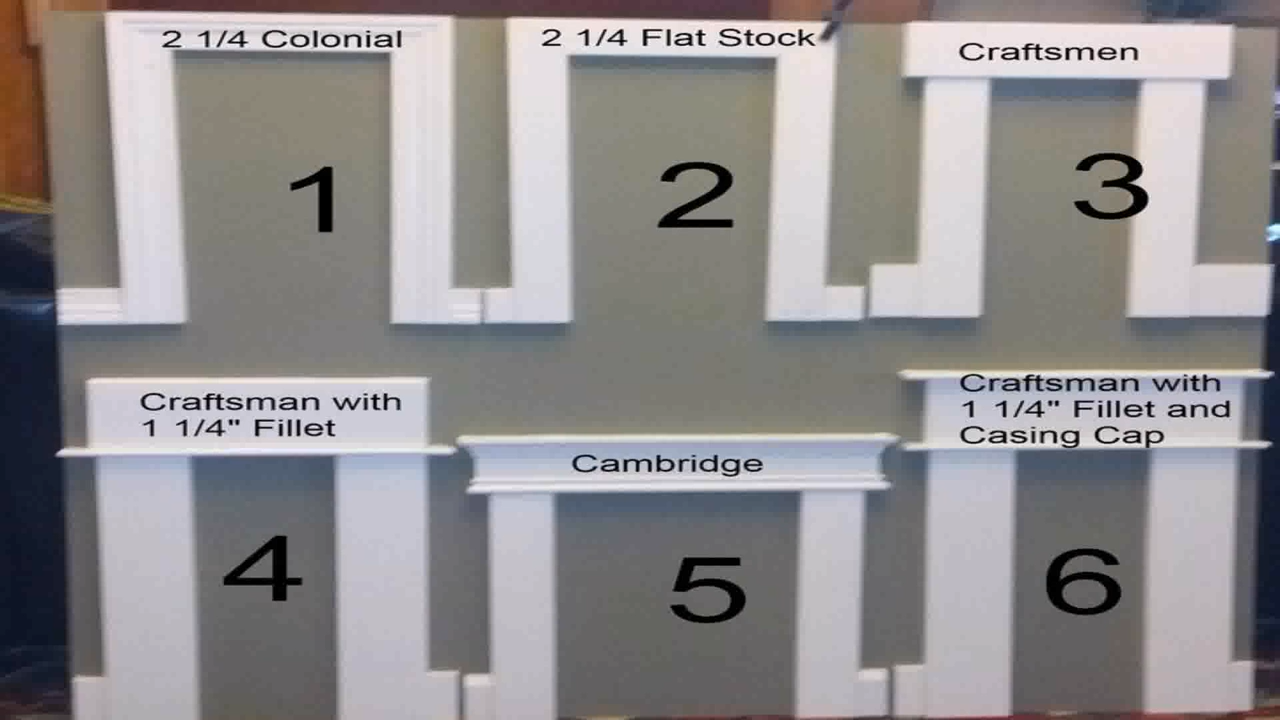 2 1/4 Colonial
2 1/4 Flat Stock
Craftsmen
1
2
3
Craftsman with
1 1/4" Fillet
Cambridge
Craftsman with
1 1/4" Fillet and
Casing Cap
4
5
6